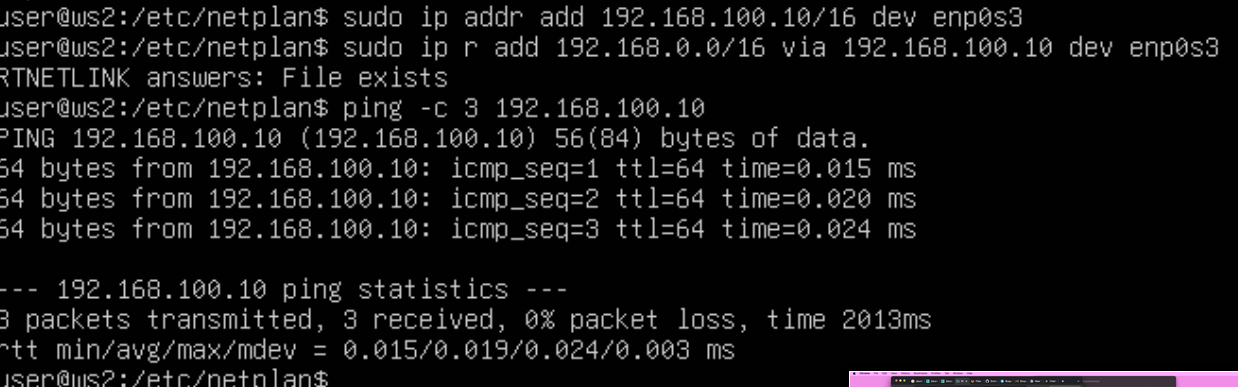 user@ws2:/etc/netplan$ sudo ip addr add 192.168.100.10/16 dev enp0s3
user@ws2:/etc/netplan$ sudo ip r add 192.168.0.0/16 via 192.168.100.10 dev enp0s3
RTNETLINK answers: File exists
user@ws2:/etc/netplan$ ping -c 3 192.168.100.10
PING 192.168.100.10 (192.168.100.10) 56(84) bytes of data.
64 bytes from 192.168.100.10: icmp_seq=1 ttl=64 time=0.015 ms
64 bytes from 192.168.100.10: icmp_seq=2 ttl=64 time=0.020 ms
64 bytes from 192.168.100.10: icmp_seq=3 ttl=64 time=0.024 ms
--- 192.168.100.10 ping statistics ---
3 packets transmitted, 3 received, 0% packet loss, time 2013ms
rtt min/avg/max/mdev = 0.015/0.019/0.024/0.003 ms
user@ws2:/etc/netplan$